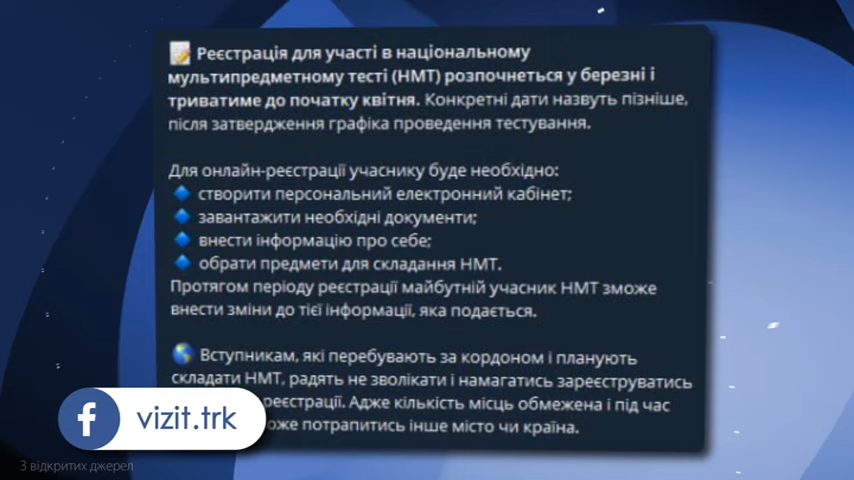 Реєстрація для участі в національному
мультипредметному тесті (НМТ) розпочнеться у березні і
триватиме до початку квітня. Конкретні дати назвуть пізніше,
після затвердження графіка проведення тестування.
Для онлайн-реєстрації учаснику буде необхідно:
створити персональний електронний кабінет;
завантажити необхідні документи;
внести інформацію про себе;
обрати предмети для складання НМТ.
Протягом періоду реєстрації майбутній учасник НМТ зможе
внести зміни до тієї інформації, яка подається.
Вступникам, які перебувають за кордоном і планують
складати НМТ, радять не зволікати і намагатись зареєструватись
реєстрації. Адже кількість місць обмежена і під час
потрапитись інше місто чи країна.
vizit.trk
З відкритих джерел